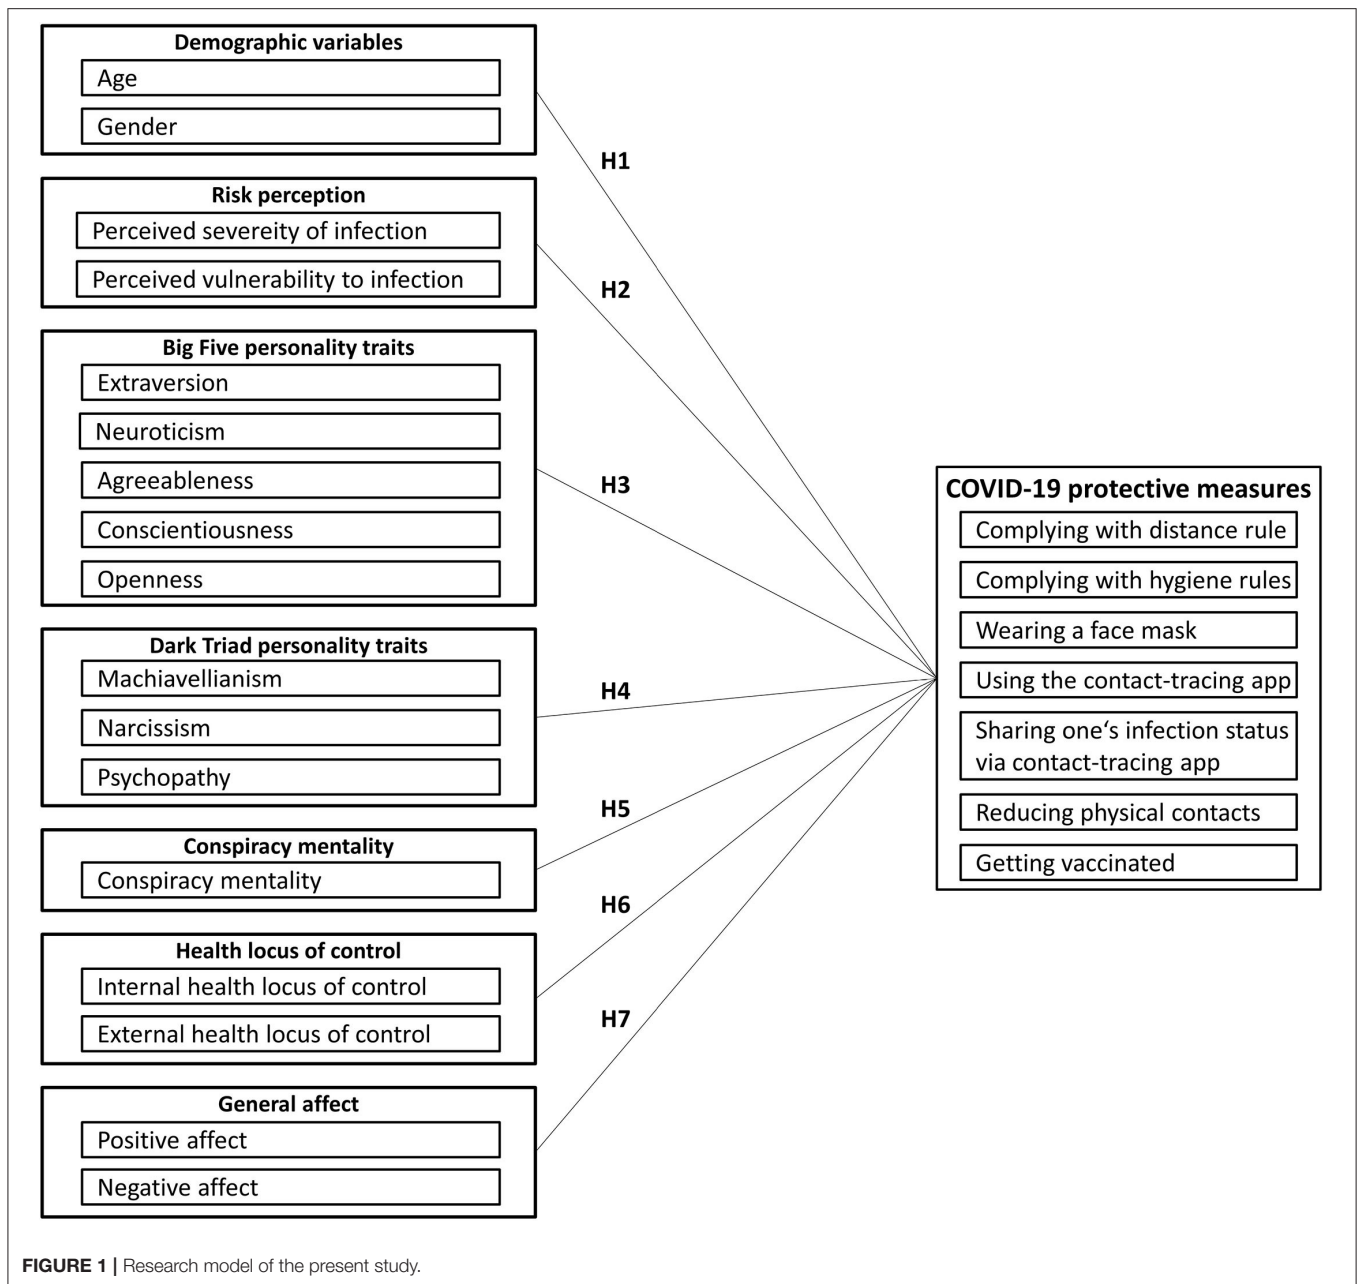 Demographic variables
Age
Gender
H1
Risk perception
Perceived severeity of infection
Perceived vulnerability to infection
H2
Big Five personality traits
Extraversion
Neuroticism
Agreeableness
Conscientiousness
Openness
H3
Dark Triad personality traits
Machiavellianism
Narcissism
Psychopathy
H4
Conspiracy mentality
Conspiracy mentality
H5
Health locus of control
Internal health locus of control
External health locus of control
H6
General affect
Positive affect
Negative affect
H7
COVID-19 protective measures
Complying with distance rule
Complying with hygiene rules
Wearing a face mask
Using the contact-tracing app
Sharing one‘s infection status
via contact-tracing app
Reducing physical contacts
Getting vaccinated
FIGURE 1 | Research model of the present study.